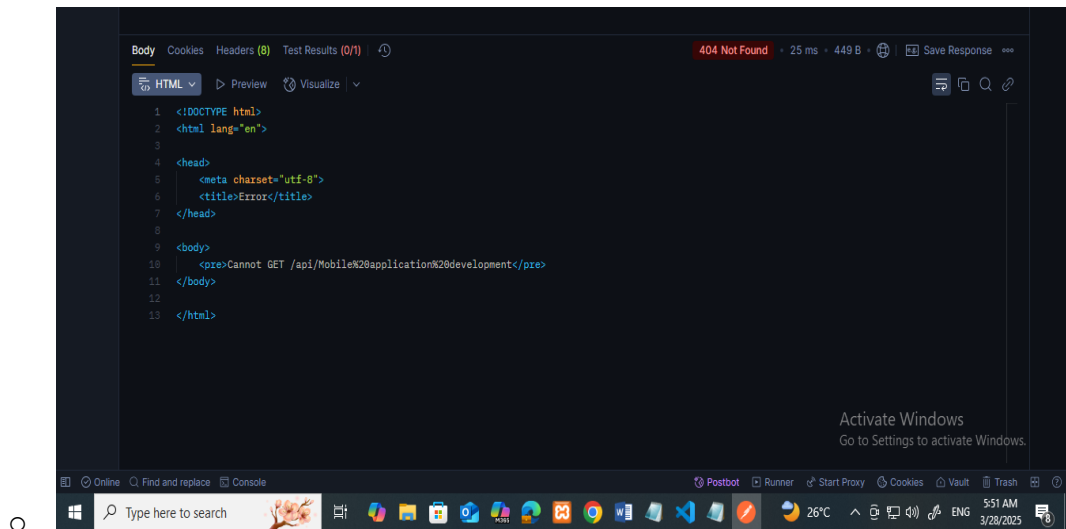 Body Cookies Headers (8) Test Results (0/1) 404 Not Found • 25 ms • 449 B • Save Response
HTML Preview Visualize
1 <!DOCTYPE html>
2 <html lang="en">
3
4 <head>
5 <meta charset="utf-8">
6 <title>Error</title>
7 </head>
8
9 <body>
10 <pre>Cannot GET /api/Mobile%20application%20development</pre>
11 </body>
12
13 </html>
Activate Windows
Go to Settings to activate Windows.
Online Find and replace Console Postbot Runner Start Proxy Cookies Vault Trash
Type here to search 26°C ENG 5:51 AM
3/28/2025 8